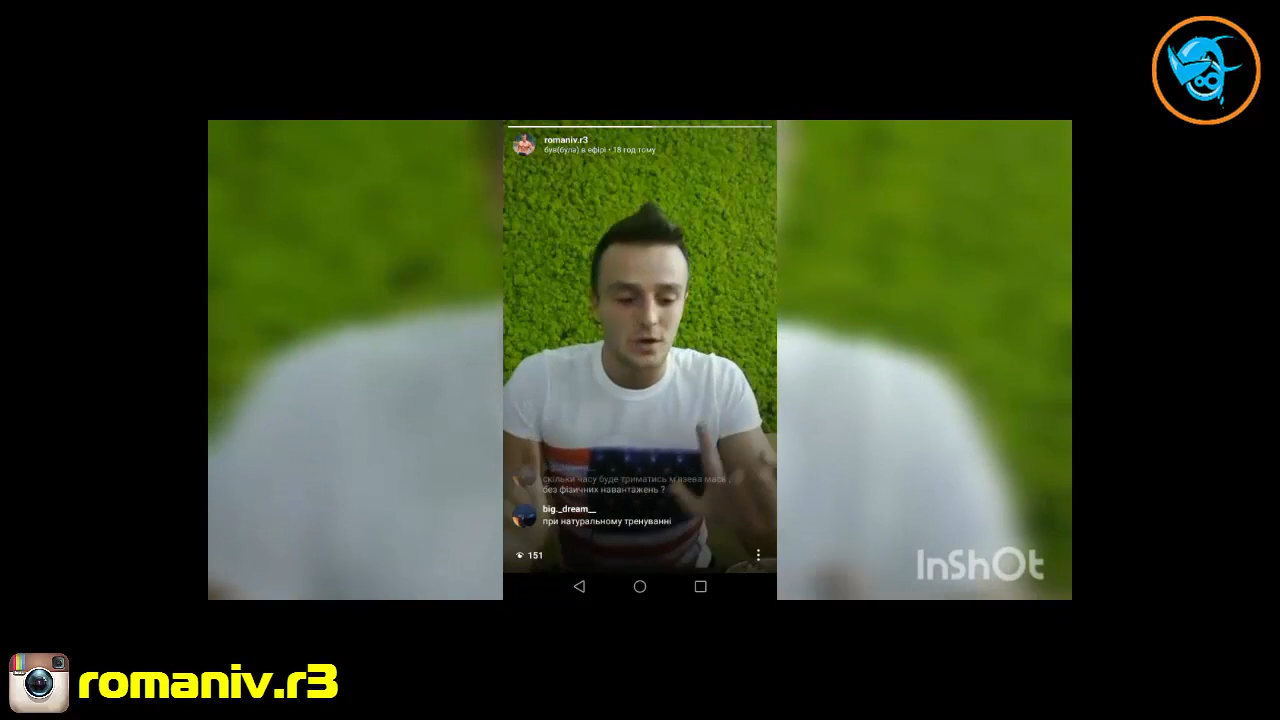 romaniv.r3
був(була) в ефірі • 18 год тому
скільки часу буде триматись м'язева маса ,
без фізичних навантажень ?
big._dream__
при натуральному тренуванні
151
InShOt
romaniv.r3